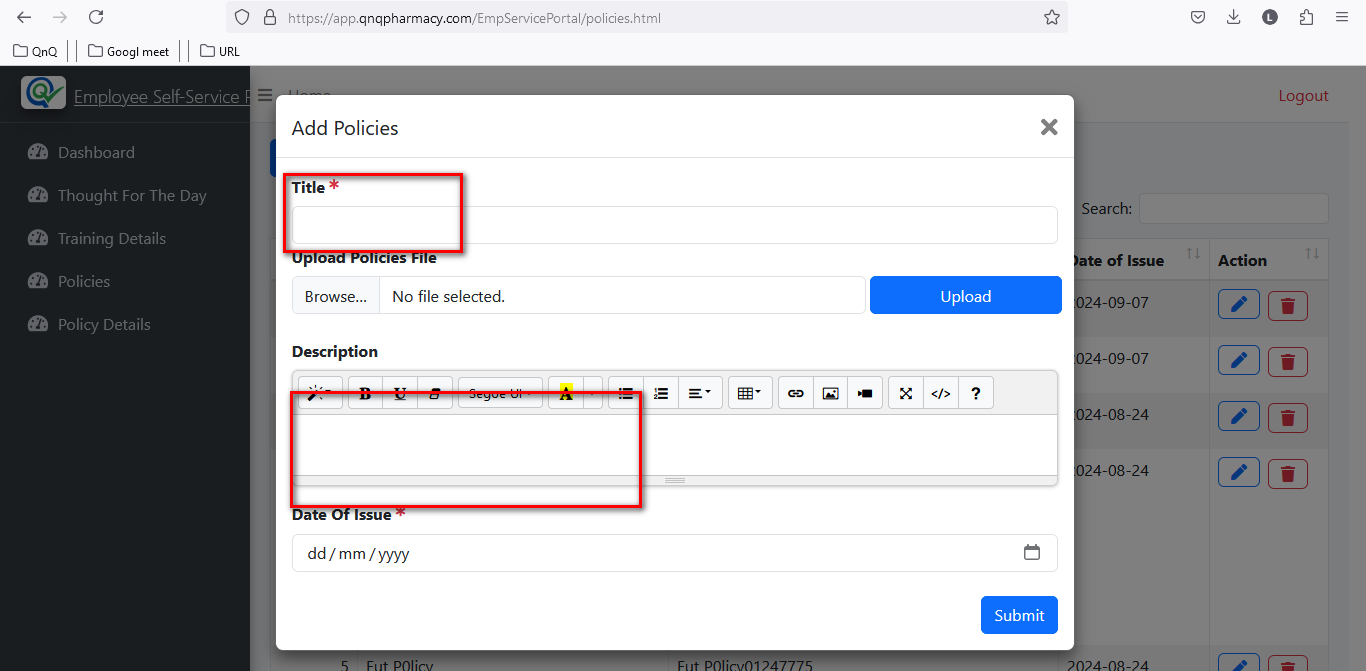 https://app.qnqpharmacy.com/EmpServicePortal/policies.html
L
QnQ
Googl meet
URL
Employee Self-Service P
Home
Logout
Add Policies
Dashboard
Thought For The Day
Training Details
Policies
Policy Details
Title *
Search:
Upload Policies File
Browse... No file selected.
Upload
Date of Issue
Action
2024-09-07
Description
2024-09-07
B U S Segoe UI A </> ?
2024-08-24
2024-08-24
Date Of Issue *
dd / mm / yyyy
Submit
5 Fut P0licy Fut P0licy01247775 2024-08-24